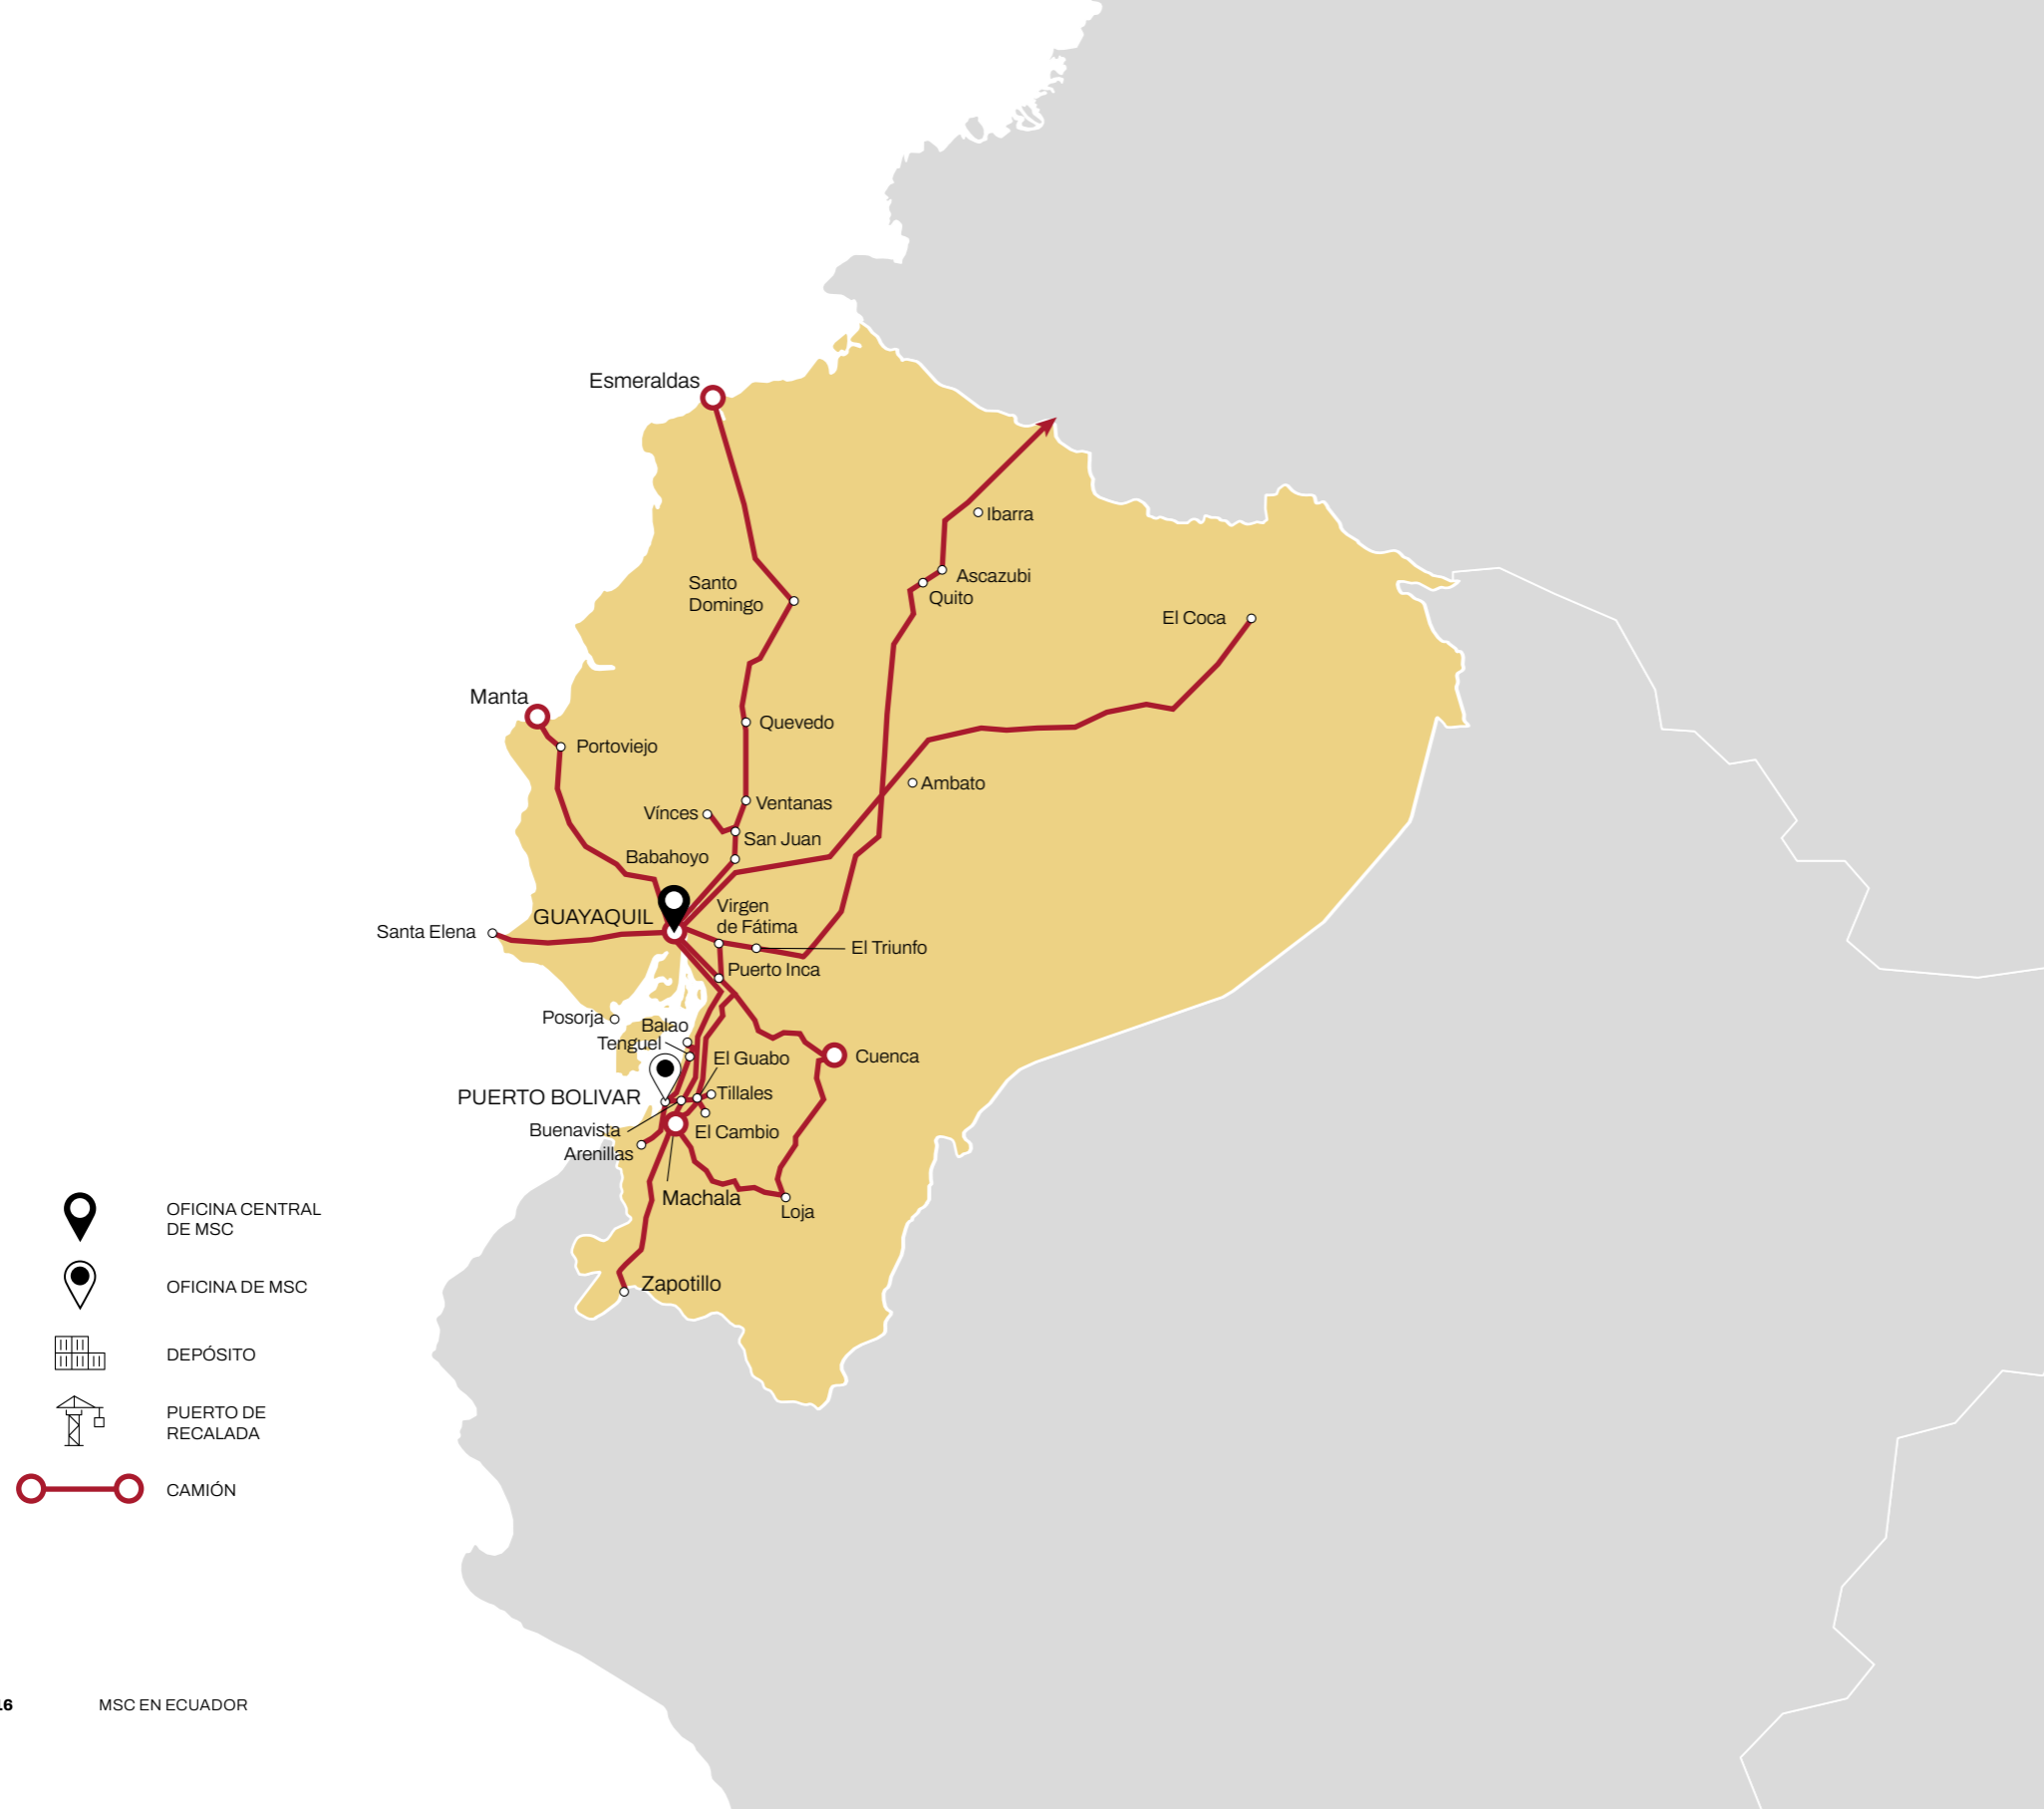 Esmeraldas
Ibarra
Ascazubi
Santo
Domingo
Quito
El Coca
Manta
Quevedo
Portoviejo
Ambato
Ventanas
Vínces
San Juan
Babahoyo
Virgen
de Fátima
GUAYAQUIL
Santa Elena
El Triunfo
Puerto Inca
Posorja
Balao
Tenguel
El Guabo
Cuenca
Tillales
PUERTO BOLIVAR
Buenavista
El Cambio
Arenillas
Machala
Loja
Zapotillo
OFICINA CENTRAL
DE MSC
OFICINA DE MSC
DEPÓSITO
PUERTO DE
RECALADA
CAMIÓN
16 MSC EN ECUADOR